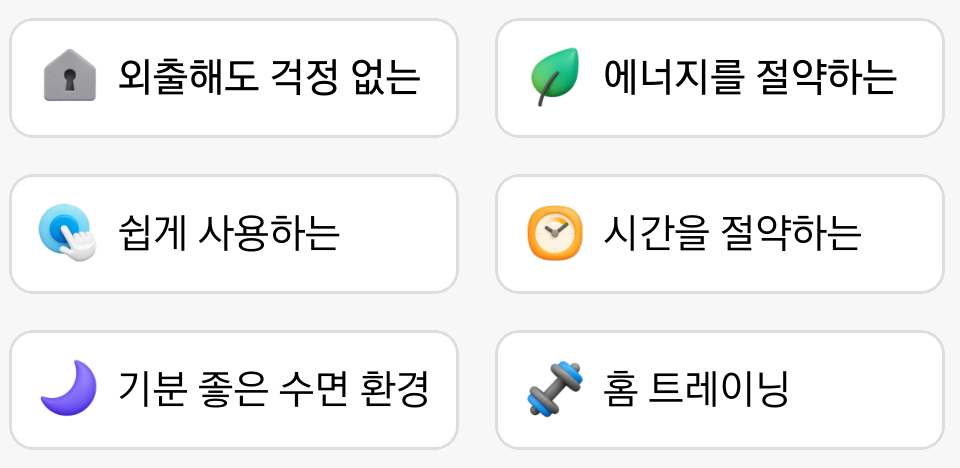 외출해도 걱정 없는
에너지를 절약하는
쉽게 사용하는
시간을 절약하는
기분 좋은 수면 환경
홈 트레이닝